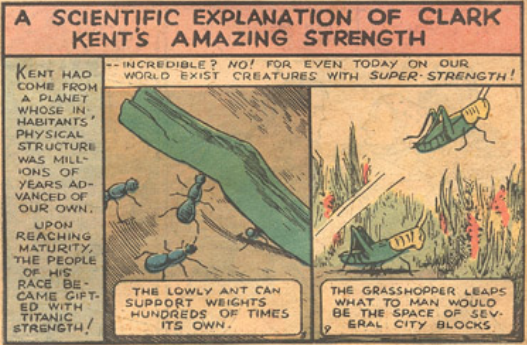 A SCIENTIFIC EXPLANATION OF CLARK
KENT'S AMAZING STRENGTH
KENT HAD
COME FROM
A PLANET
WHOSE IN-
HABITANTS'
PHYSICAL
STRUCTURE
WAS MILL-
IONS OF
YEARS AD-
VANCED OF
OUR OWN.
UPON
REACHING
MATURITY,
THE PEOPLE
OF HIS
RACE BE-
CAME GIFT-
ED WITH
TITANIC
STRENGTH!
-- INCREDIBLE? NO! FOR EVEN TODAY ON OUR
WORLD EXIST CREATURES WITH SUPER-STRENGTH!
THE LOWLY ANT CAN
SUPPORT WEIGHTS
HUNDREDS OF TIMES
ITS OWN.
THE GRASSHOPPER LEAPS
WHAT TO MAN WOULD
BE THE SPACE OF SEV-
ERAL CITY BLOCKS